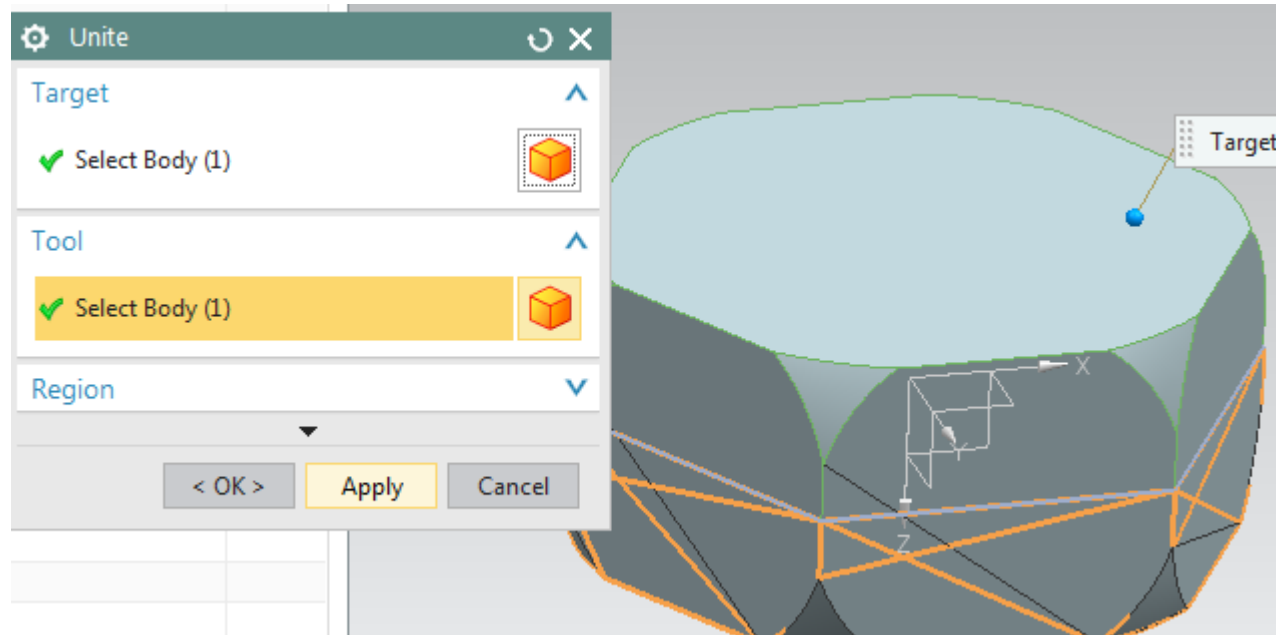 Unite
Target
Select Body (1)
Tool
Select Body (1)
Region
< OK >
Apply
Cancel
Target
X
Y
Z